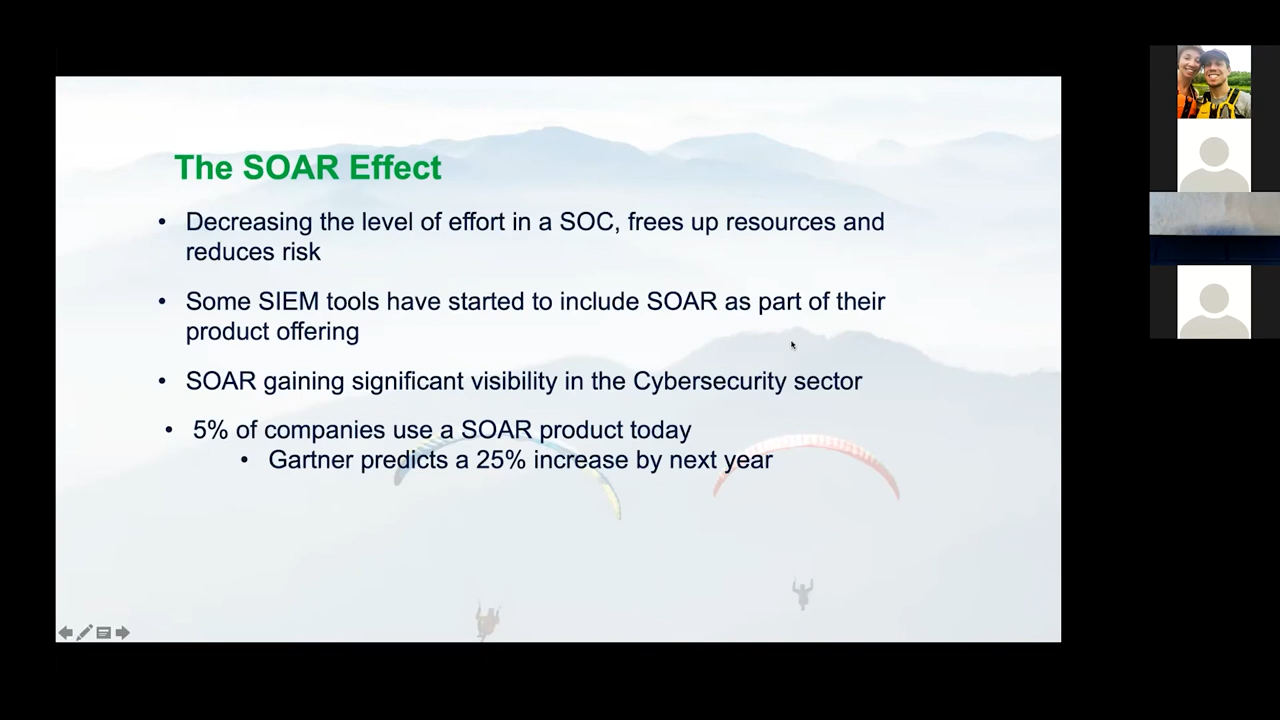 The SOAR Effect
• Decreasing the level of effort in a SOC, frees up resources and
reduces risk
• Some SIEM tools have started to include SOAR as part of their
product offering
• SOAR gaining significant visibility in the Cybersecurity sector
• 5% of companies use a SOAR product today
• Gartner predicts a 25% increase by next year